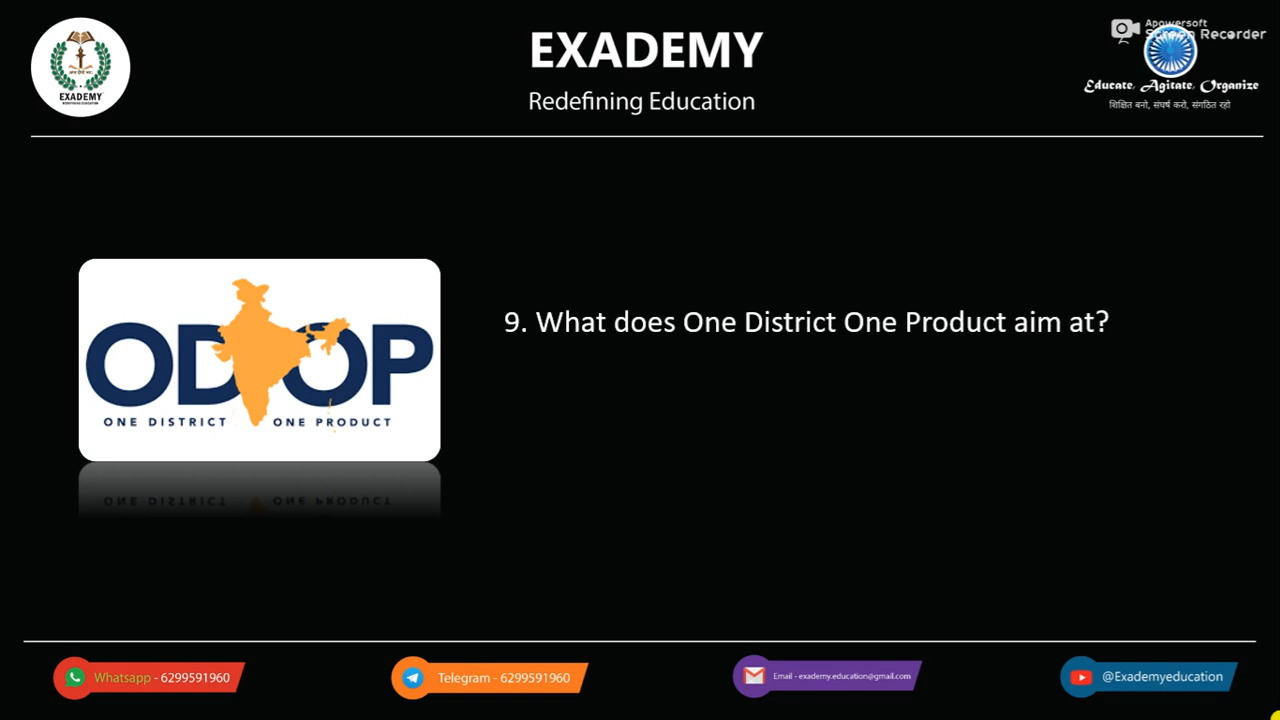 EXADEMY
REDEFINING EDUCATION
EXADEMY
Redefining Education
Apowersoft
Screen Recorder
Educate, Agitate, Organize
शिक्षित बनो, संघर्ष करो, संगठित रहो
ODOP
ONE DISTRICT ONE PRODUCT
9. What does One District One Product aim at?
Whatsapp - 6299591960
Telegram - 6299591960
Email - exademy.education@gmail.com
@Exademyeducation